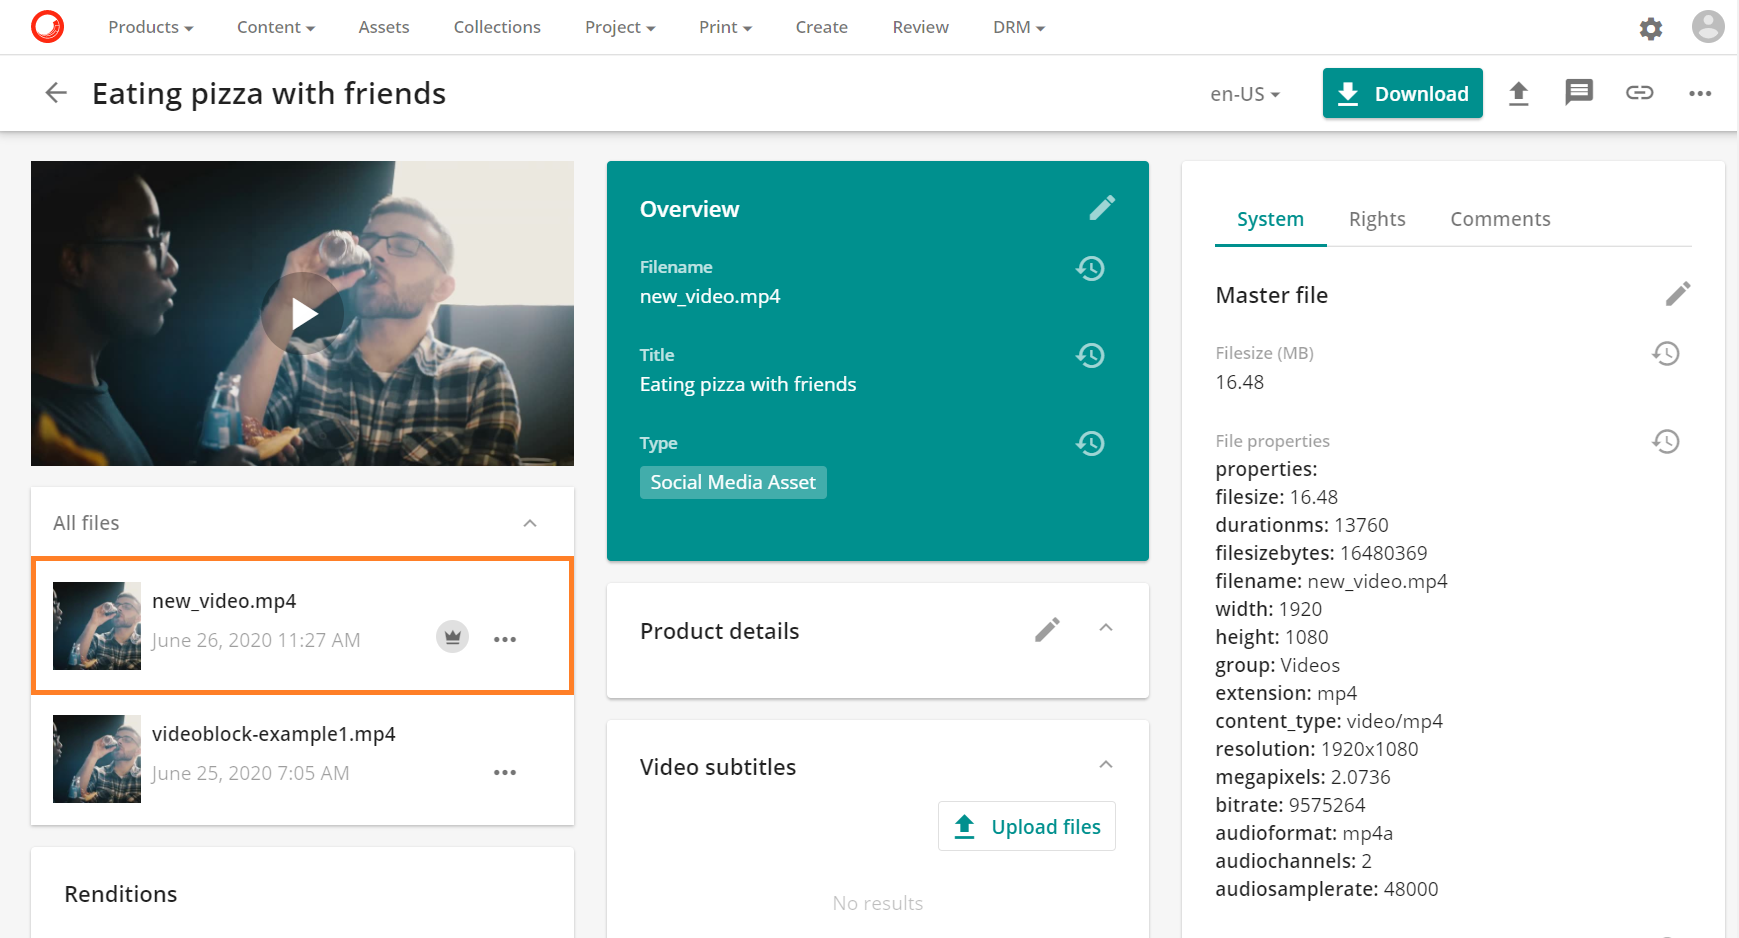 Products
Content
Assets
Collections
Project
Print
Create
Review
DRM
Eating pizza with friends
en-US
Download
All files
new_video.mp4
June 26, 2020 11:27 AM
videoblock-example1.mp4
June 25, 2020 7:05 AM
Renditions
Overview
Filename
new_video.mp4
Title
Eating pizza with friends
Type
Social Media Asset
Product details
Video subtitles
Upload files
No results
System
Rights
Comments
Master file
Filesize (MB)
16.48
File properties
properties:
filesize: 16.48
durationms: 13760
filesizebytes: 16480369
filename: new_video.mp4
width: 1920
height: 1080
group: Videos
extension: mp4
content_type: video/mp4
resolution: 1920x1080
megapixels: 2.0736
bitrate: 9575264
audioformat: mp4a
audiochannels: 2
audiosamplerate: 48000